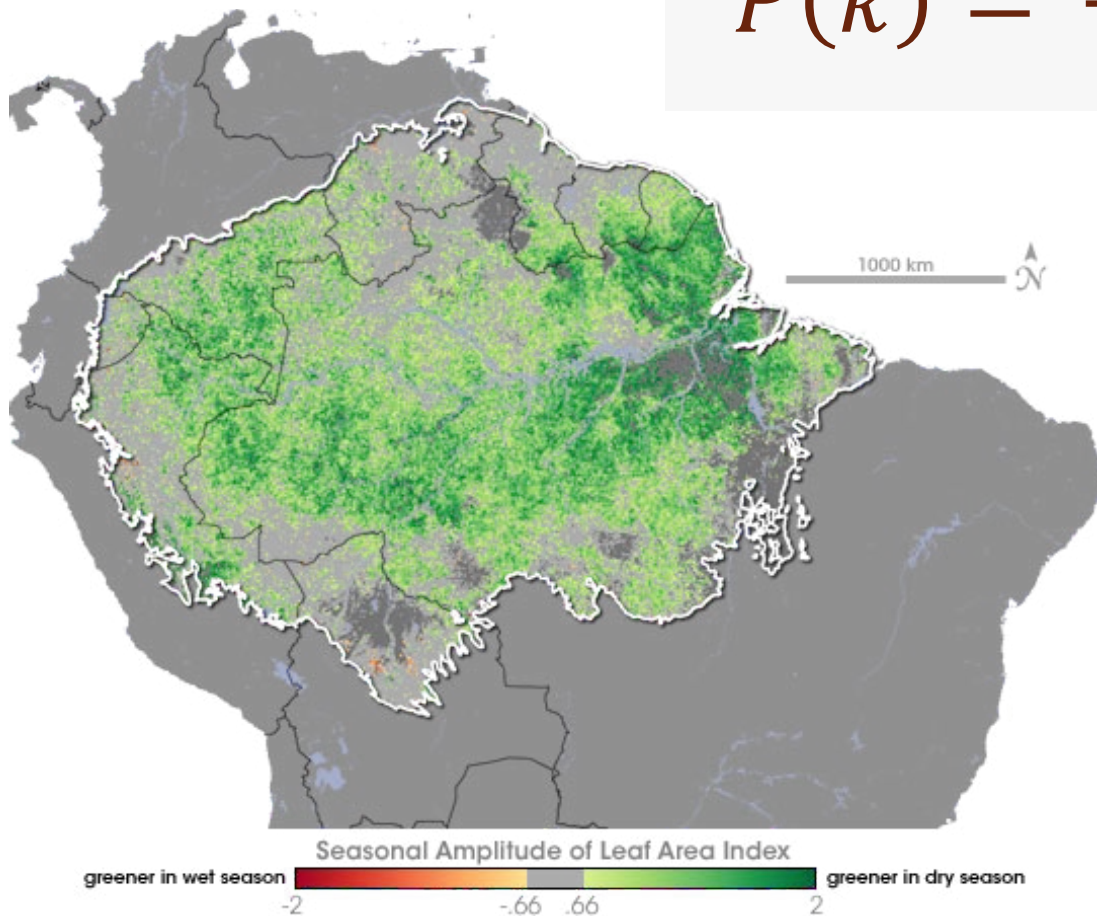 P(k) = -
1000 km
N
Seasonal Amplitude of Leaf Area Index
greener in wet season
greener in dry season
-2 -.66 .66 2